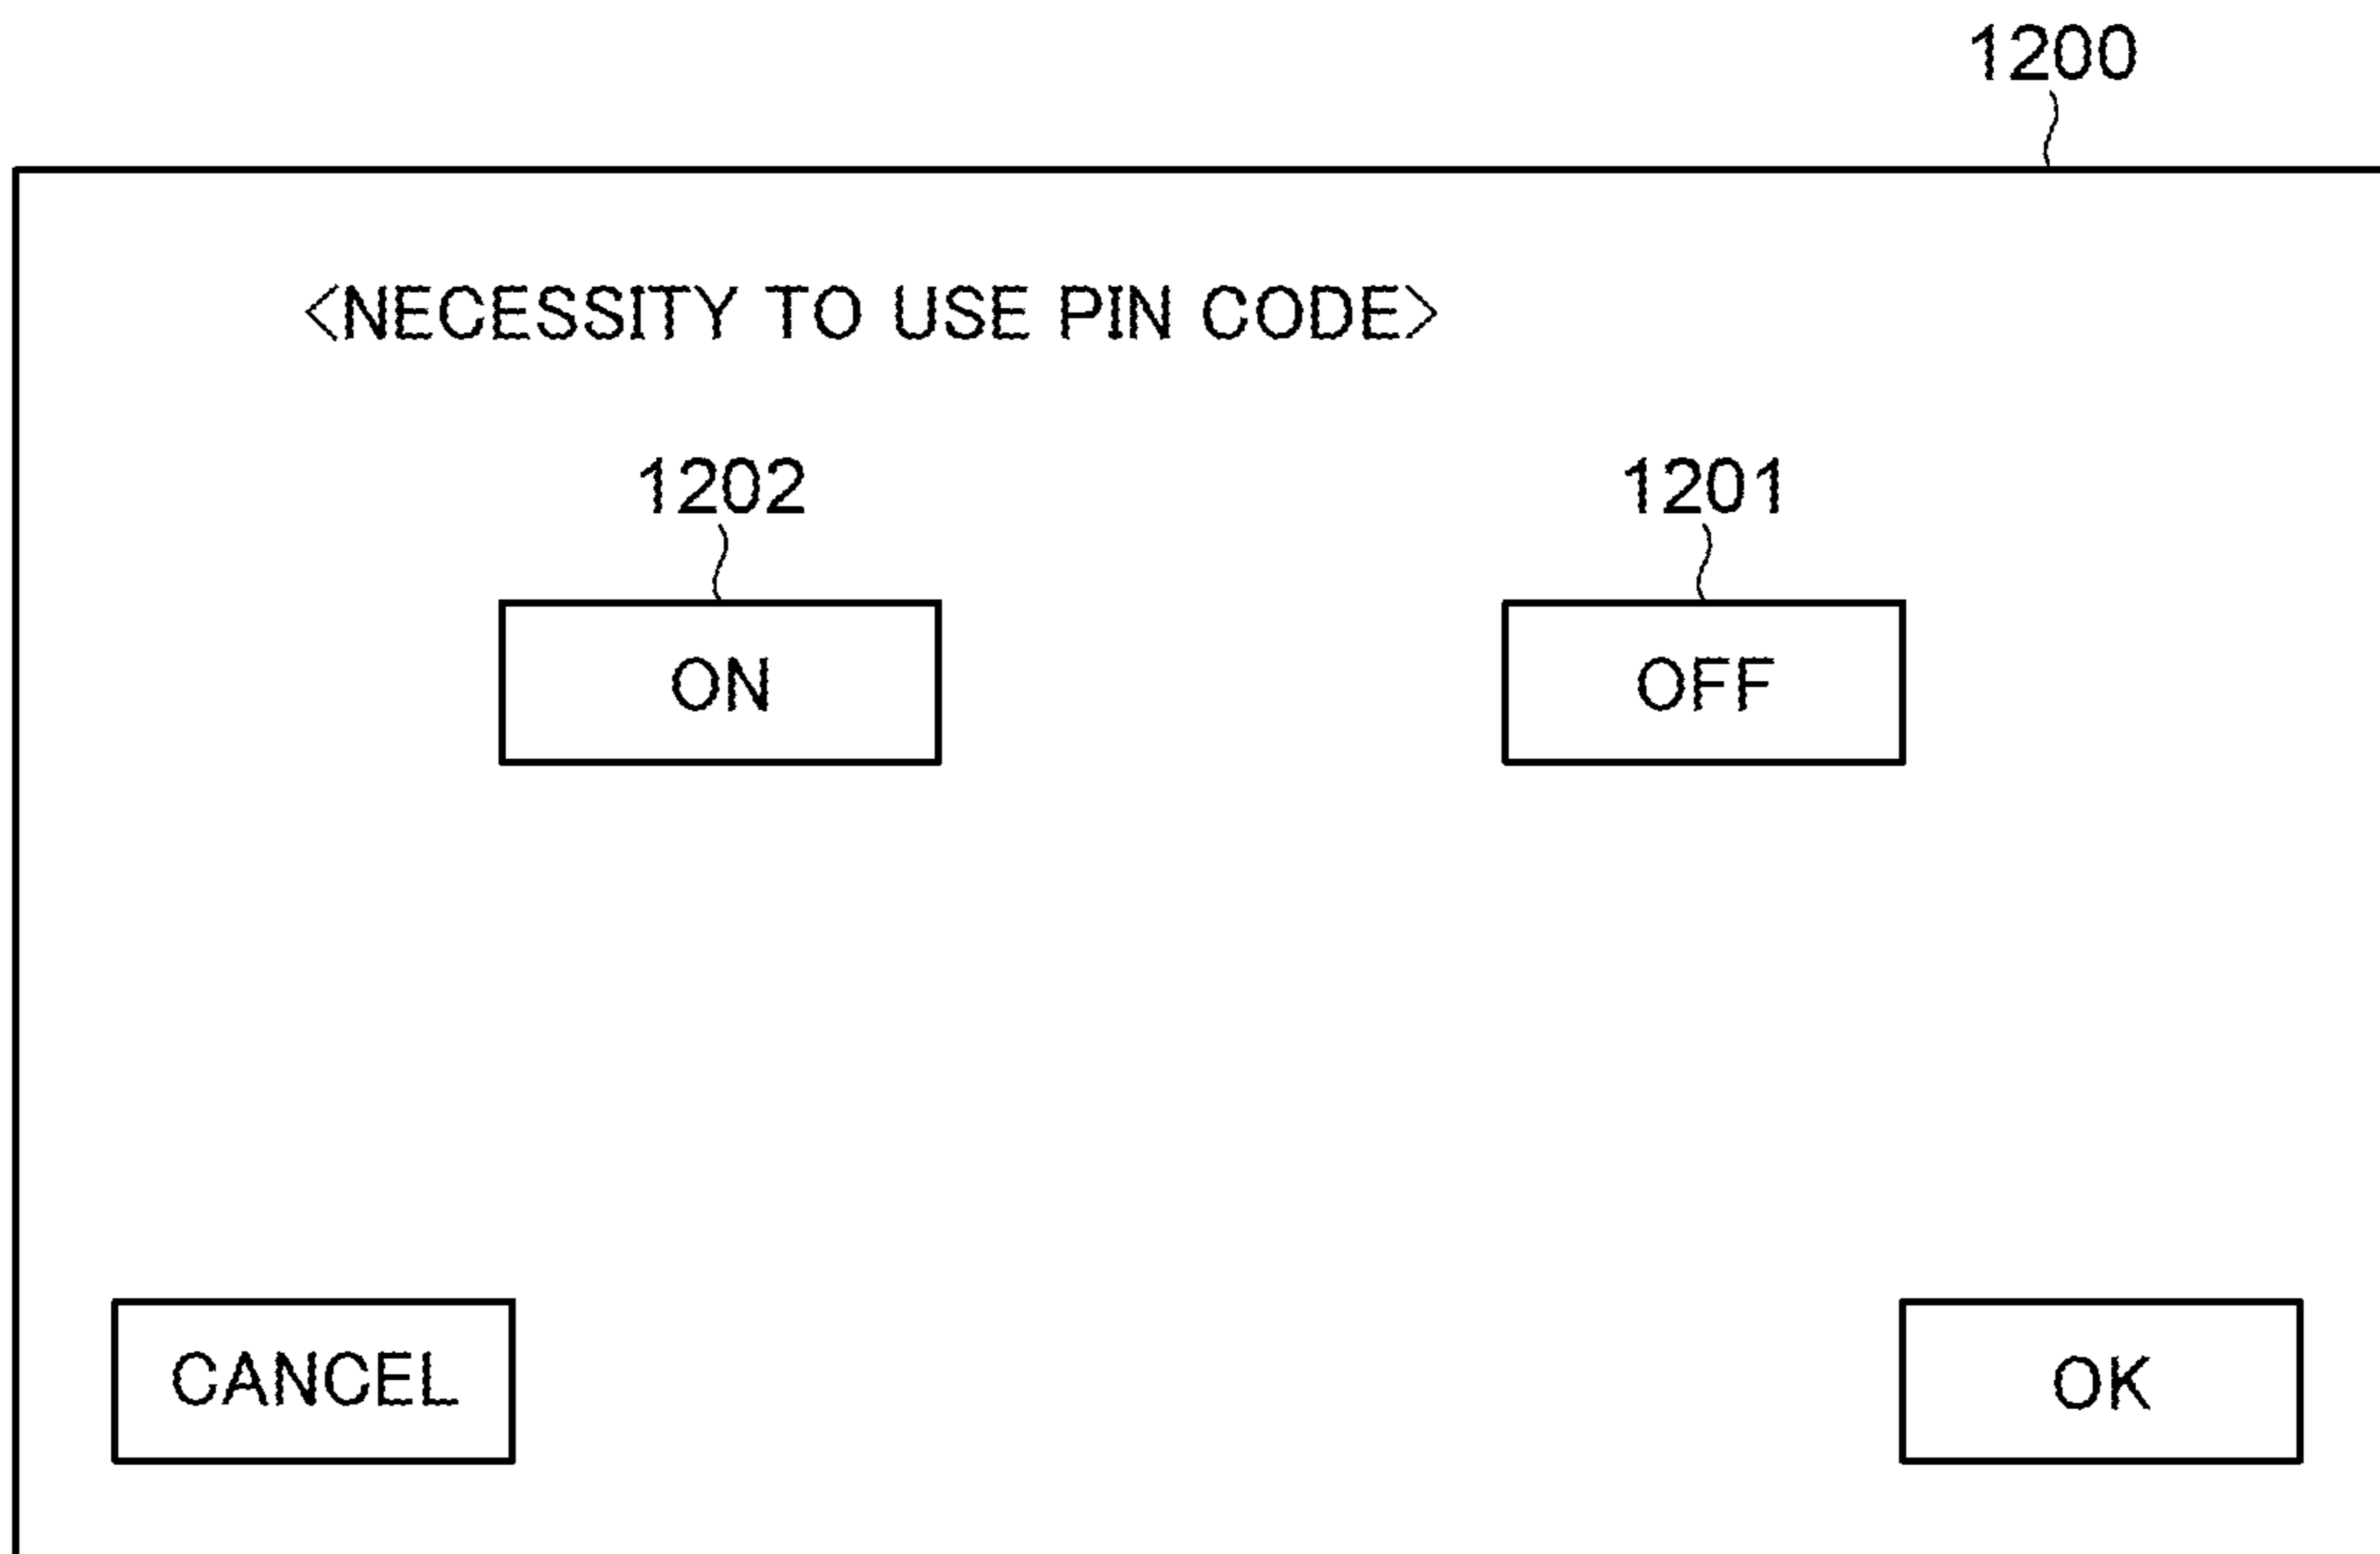 1200
<NECESSITY TO USE PIN CODE>
1202 1201
ON OFF
CANCEL OK